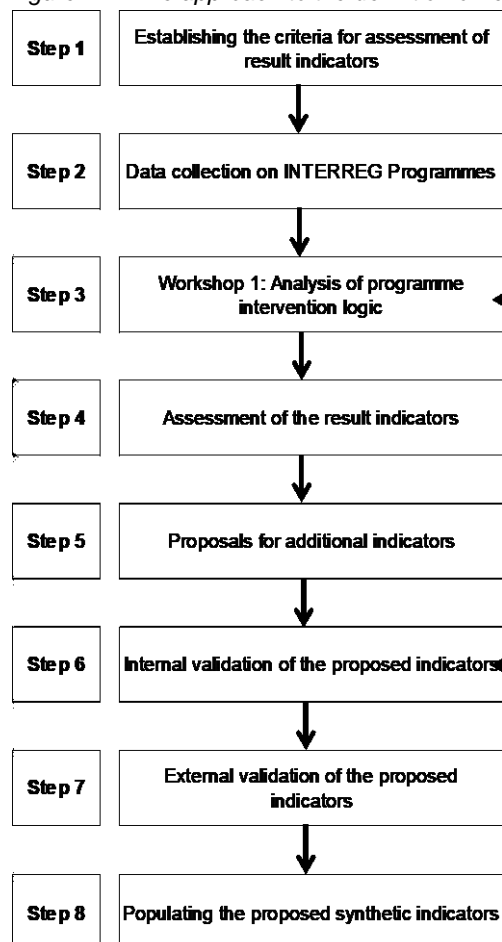 Step 1
Establishing the criteria for assessment of
result indicators
Step 2
Data collection on INTERREG Programmes
Step 3
Workshop 1: Analysis of programme
intervention logic
Step 4
Assessment of the result indicators
Step 5
Proposals for additional indicators
Step 6
Internal validation of the proposed indicators
Step 7
External validation of the proposed
indicators
Step 8
Populating the proposed synthetic indicators